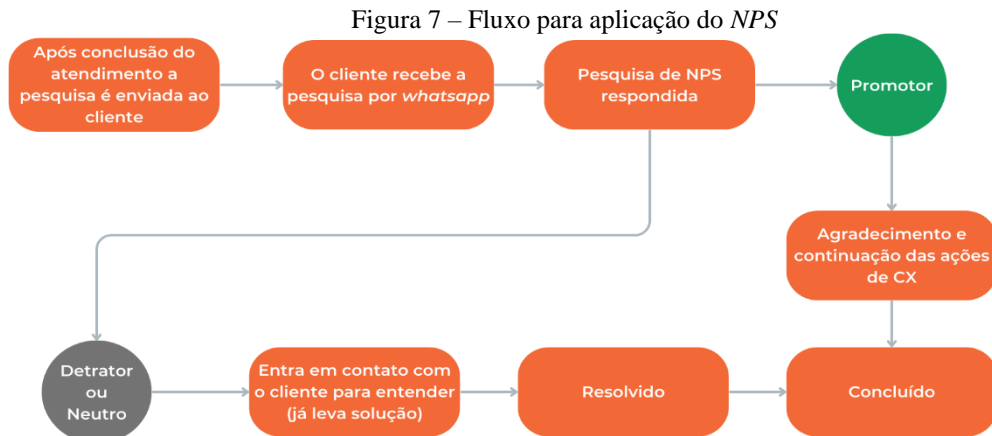 Figura 7 – Fluxo para aplicação do NPS
Após conclusão do
atendimento a
pesquisa é enviada ao
cliente
O cliente recebe a
pesquisa por whatsapp
Pesquisa de NPS
respondida
Promotor
Agradecimento e
continuação das ações
de CX
Detrator
ou
Neutro
Entra em contato com
o cliente para entender
(já leva solução)
Resolvido
Concluído